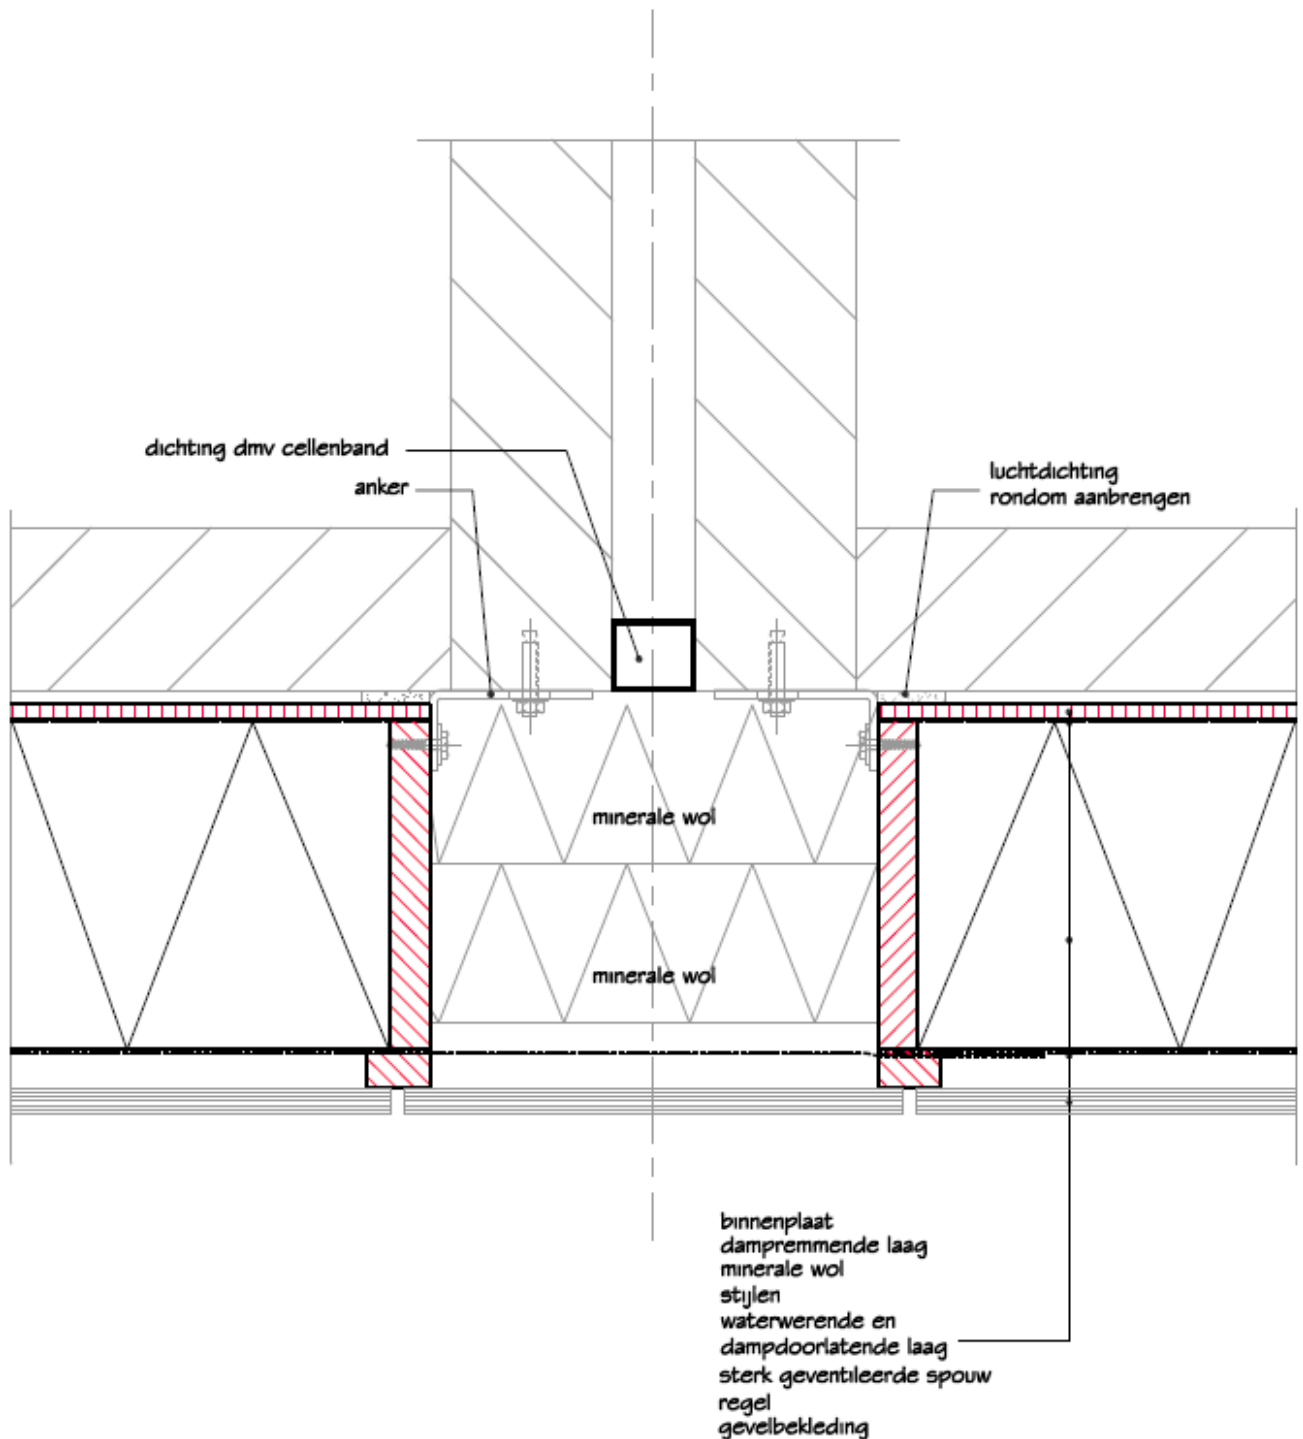 dichting dmv cellenband
anker
luchtdichting
rondom aanbrengen
minerale wol
minerale wol
binnenplaat
dampremmende laag
minerale wol
stijlen
waterwerende en
dampdoorlatende laag
sterk geventileerde spouw
regel
gevelbekleding